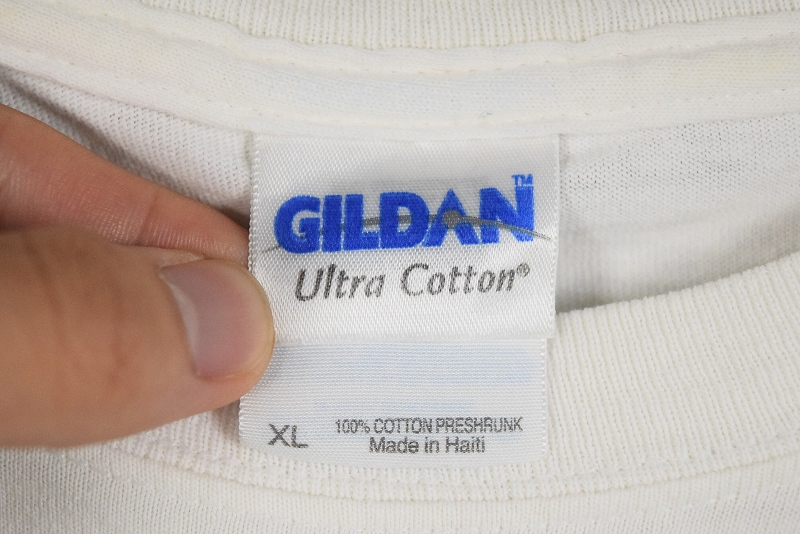 GILDAN™
Ultra Cotton®
XL
100% COTTON PRESHRUNK
Made in Haiti